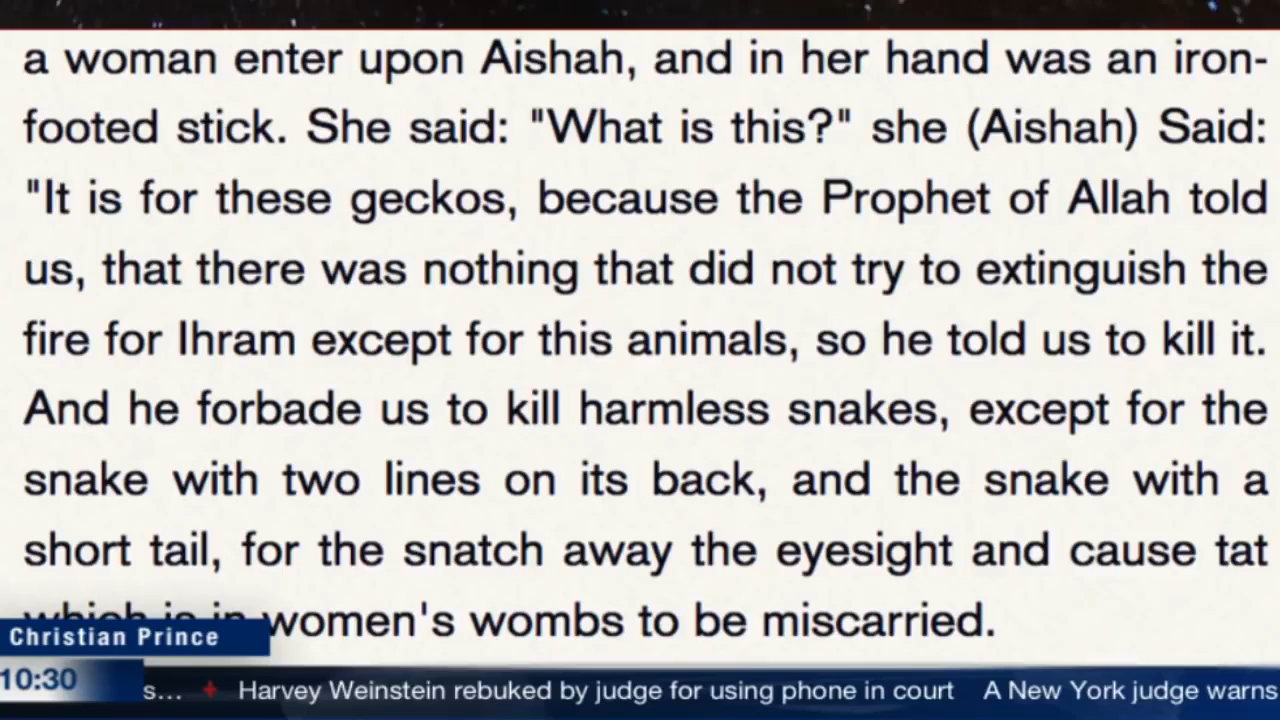 a woman enter upon Aishah, and in her hand was an iron-
footed stick. She said: "What is this?" she (Aishah) Said:
"It is for these geckos, because the Prophet of Allah told
us, that there was nothing that did not try to extinguish the
fire for Ihram except for this animals, so he told us to kill it.
And he forbade us to kill harmless snakes, except for the
snake with two lines on its back, and the snake with a
short tail, for the snatch away the eyesight and cause tat
which is in women's wombs to be miscarried.
Christian Prince
10:30
s... Harvey Weinstein rebuked by judge for using phone in court A New York judge warns